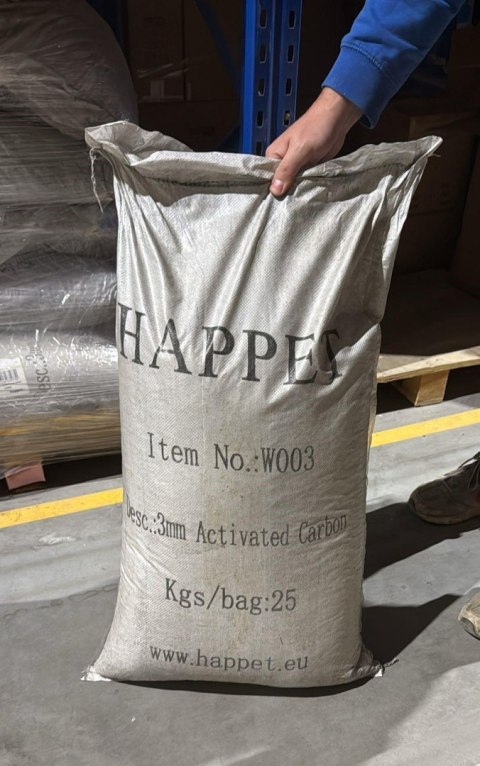 HAPPET
Item No.:W003
Desc.:3mm Activated Carbon
Kgs/bag:25
www.happet.eu